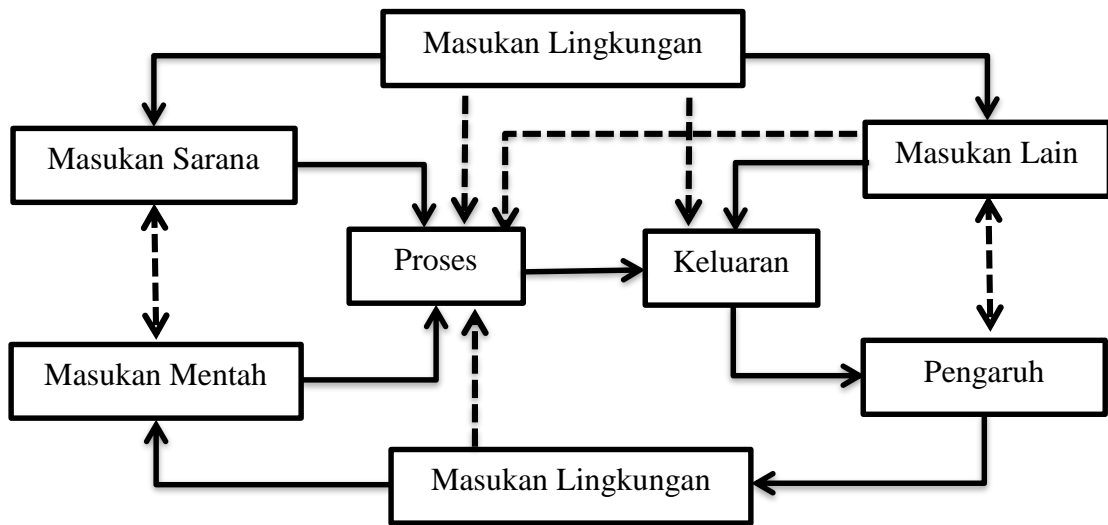 Masukan Lingkungan
Masukan Sarana
Masukan Lain
Proses
Keluaran
Masukan Mentah
Pengaruh
Masukan Lingkungan